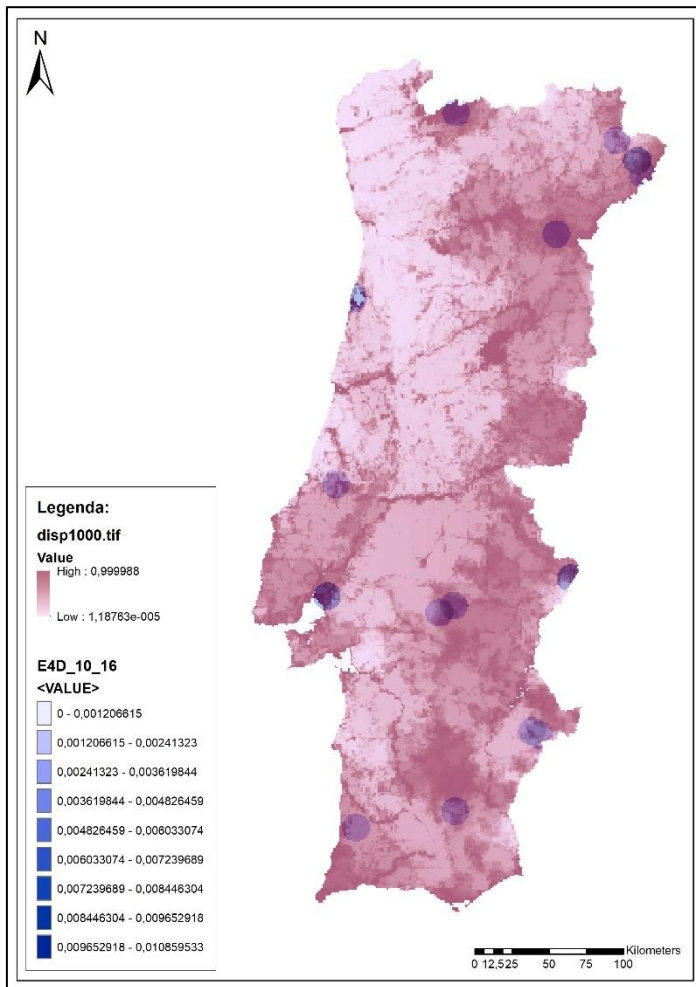 N
Legenda:
disp1000.tif
Value
High : 0,999988
Low : 1,18763e-005
E4D_10_16
<VALUE>
0 - 0,001206615
0,001206615 - 0,00241323
0,00241323 - 0,003619844
0,003619844 - 0,004826459
0,004826459 - 0,006033074
0,006033074 - 0,007239689
0,007239689 - 0,008446304
0,008446304 - 0,009652918
0,009652918 - 0,010859533
Kilometers
0 12,525 50 75 100